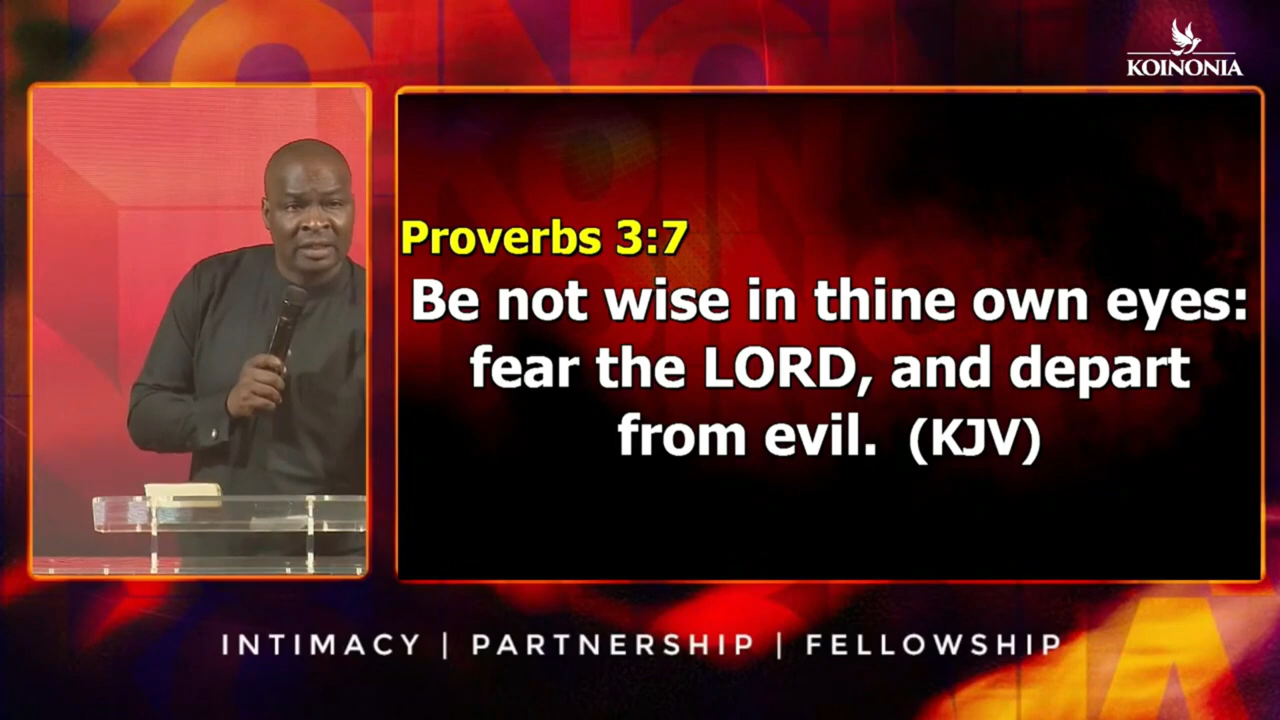 KOINONIA
Proverbs 3:7
Be not wise in thine own eyes:
fear the LORD, and depart
from evil. (KJV)
INTIMACY | PARTNERSHIP | FELLOWSHIP